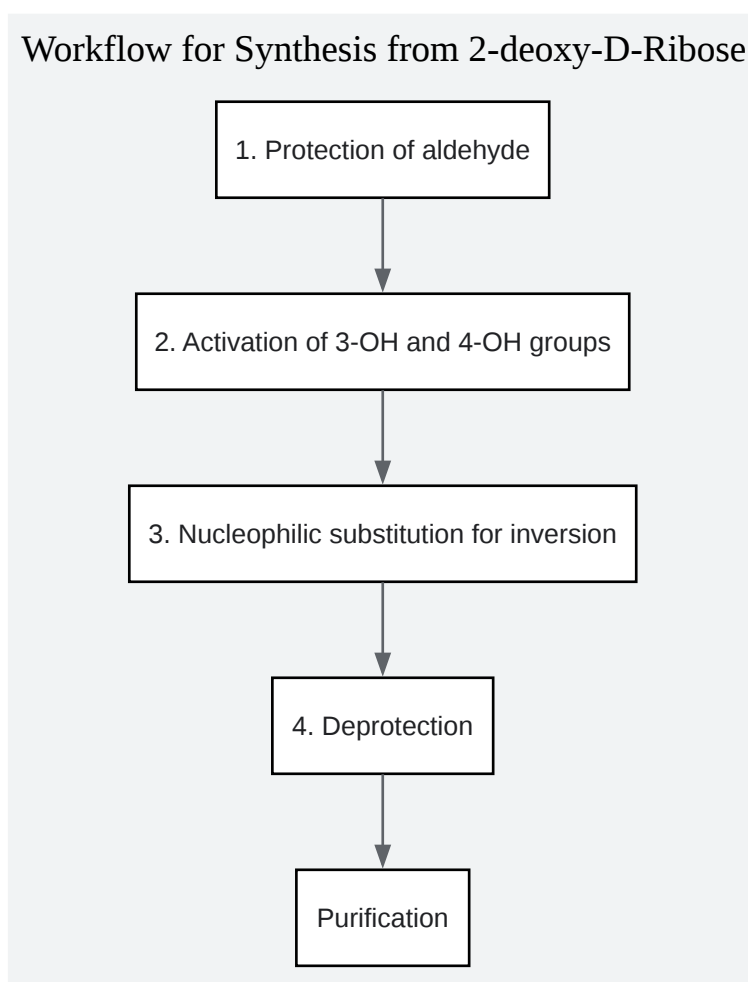 Workflow for Synthesis from 2-deoxy-D-Ribose
1. Protection of aldehyde
2. Activation of 3-OH and 4-OH groups
3. Nucleophilic substitution for inversion
4. Deprotection
Purification